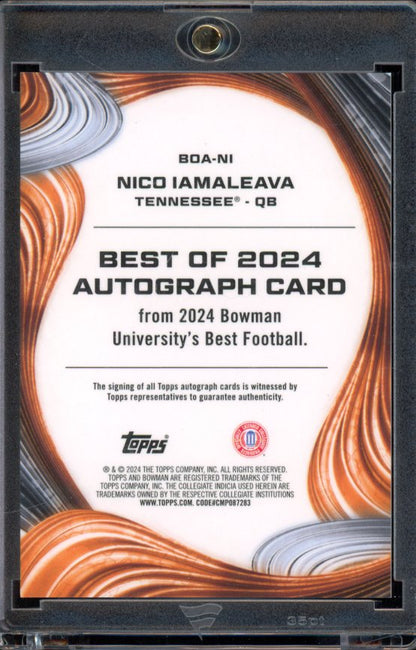 BOA-NI
NICO IAMALEAVA
TENNESSEE® - QB
BEST OF 2024
AUTOGRAPH CARD
from 2024 Bowman
University's Best Football.
The signing of all Topps autograph cards is witnessed by
Topps representatives to guarantee authenticity.
Topps
® & © 2024 THE TOPPS COMPANY, INC. ALL RIGHTS RESERVED.
TOPPS AND BOWMAN ARE REGISTERED TRADEMARKS OF THE
TOPPS COMPANY, INC. THE COLLEGIATE INDICIA USED HEREIN ARE
TRADEMARKS OWNED BY THE RESPECTIVE COLLEGIATE INSTITUTIONS
WWW.TOPPS.COM. CODE#CMP087283
35pt